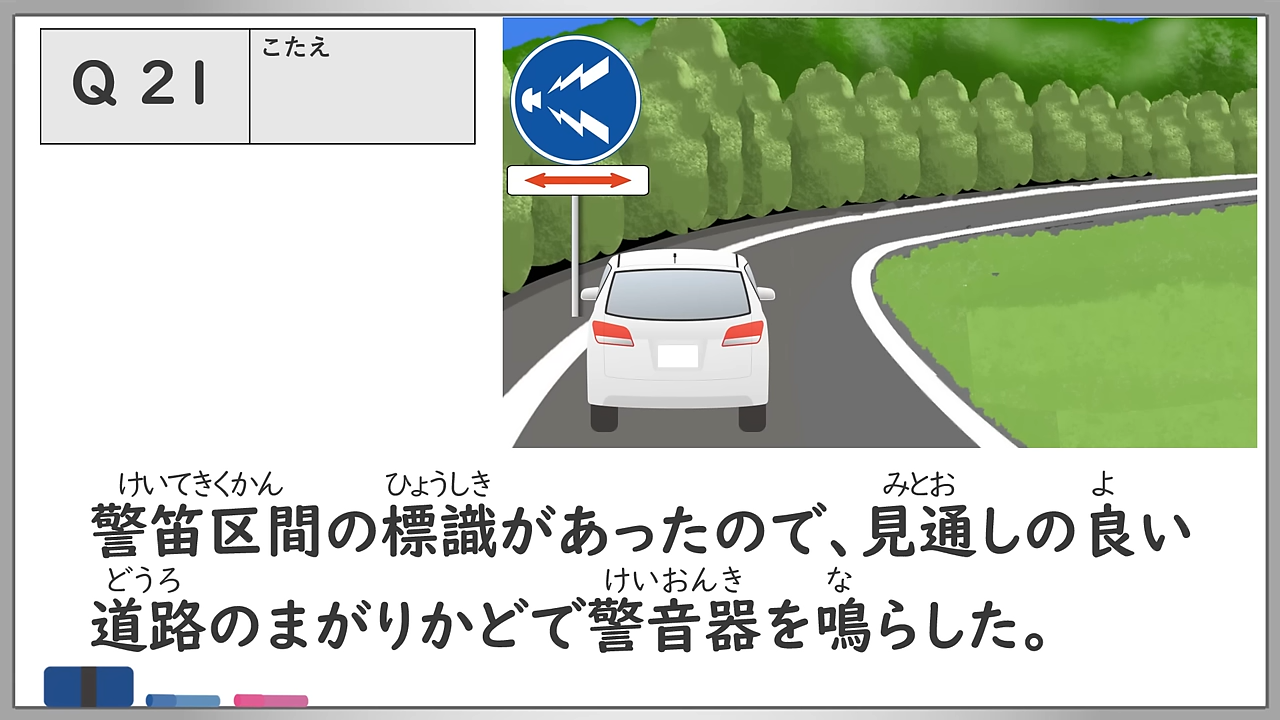 Q 21
こたえ
けいてきくかん ひょうしき みとお よ
警笛区間の標識があったので、見通しの良い
どうろ けいおんき な
道路のまがりかどで警音器を鳴らした。